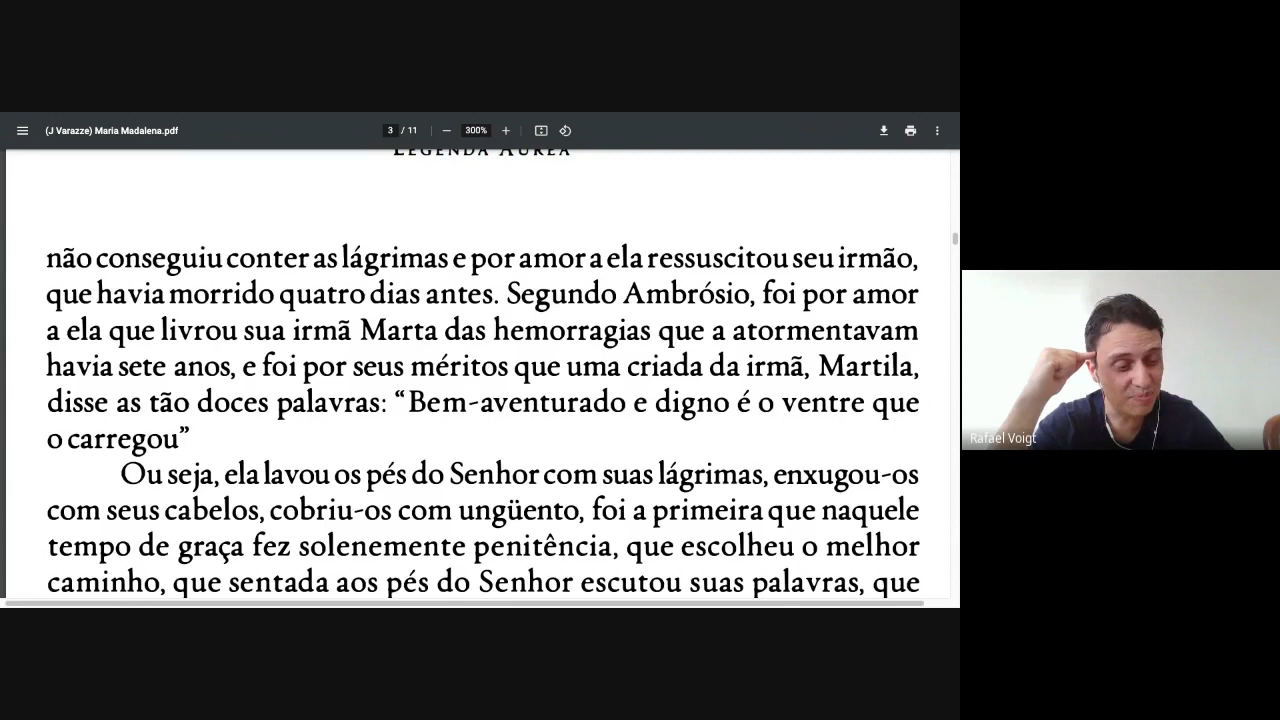 (J Varazze) Maria Madalena.pdf
3 / 11
300%
LEGENDA AUREA
não conseguiu conter as lágrimas e por amor a ela ressuscitou seu irmão,
que havia morrido quatro dias antes. Segundo Ambrósio, foi por amor
a ela que livrou sua irmã Marta das hemorragias que a atormentavam
havia sete anos, e foi por seus méritos que uma criada da irmã, Martila,
disse as tão doces palavras: “Bem-aventurado e digno é o ventre que
o carregou”
Ou seja, ela lavou os pés do Senhor com suas lágrimas, enxugou-os
com seus cabelos, cobriu-os com ungüento, foi a primeira que naquele
tempo de graça fez solenemente penitência, que escolheu o melhor
caminho, que sentada aos pés do Senhor escutou suas palavras, que
Rafael Voigt